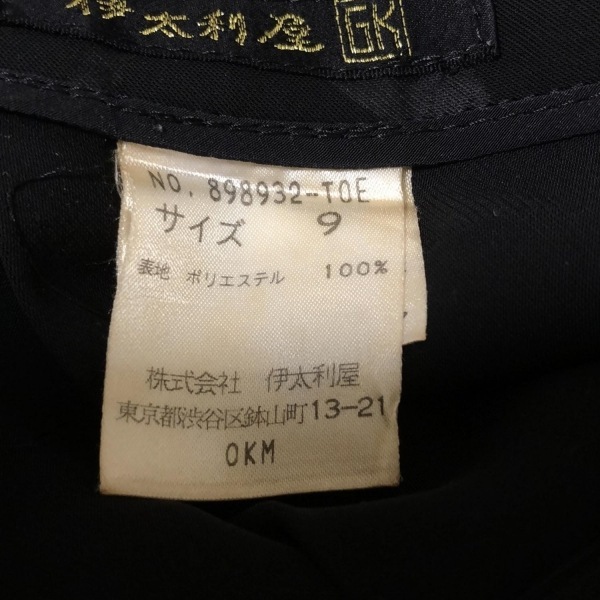 伊太利屋 GK
NO. 898932-TOE
サイズ 9
表地 ポリエステル 100%
株式会社 伊太利屋
東京都渋谷区鉢山町13-21
OKM